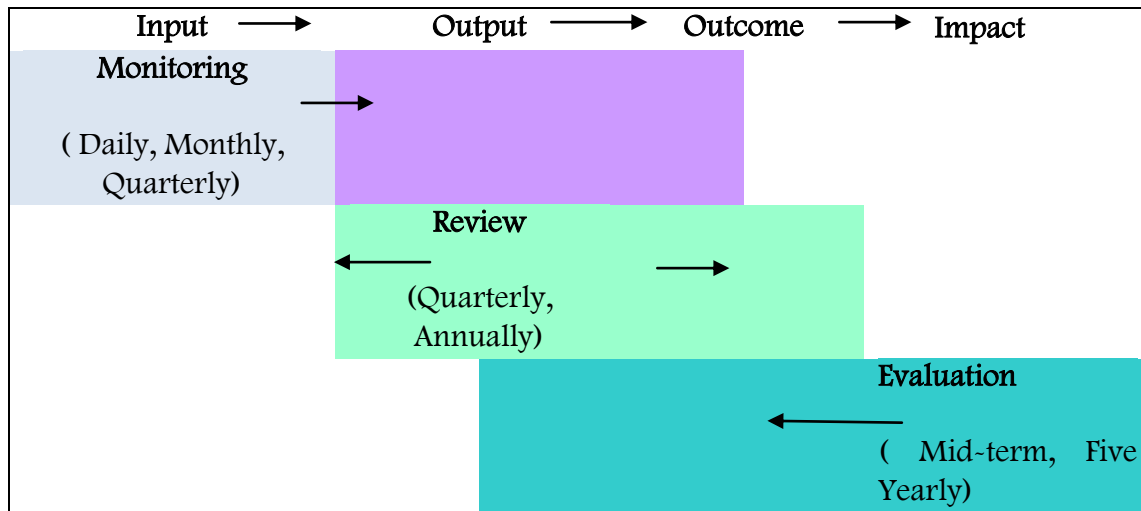 Input Output Outcome Impact
Monitoring
( Daily, Monthly,
Quarterly)
Review
(Quarterly,
Annually)
Evaluation
( Mid-term, Five
Yearly)